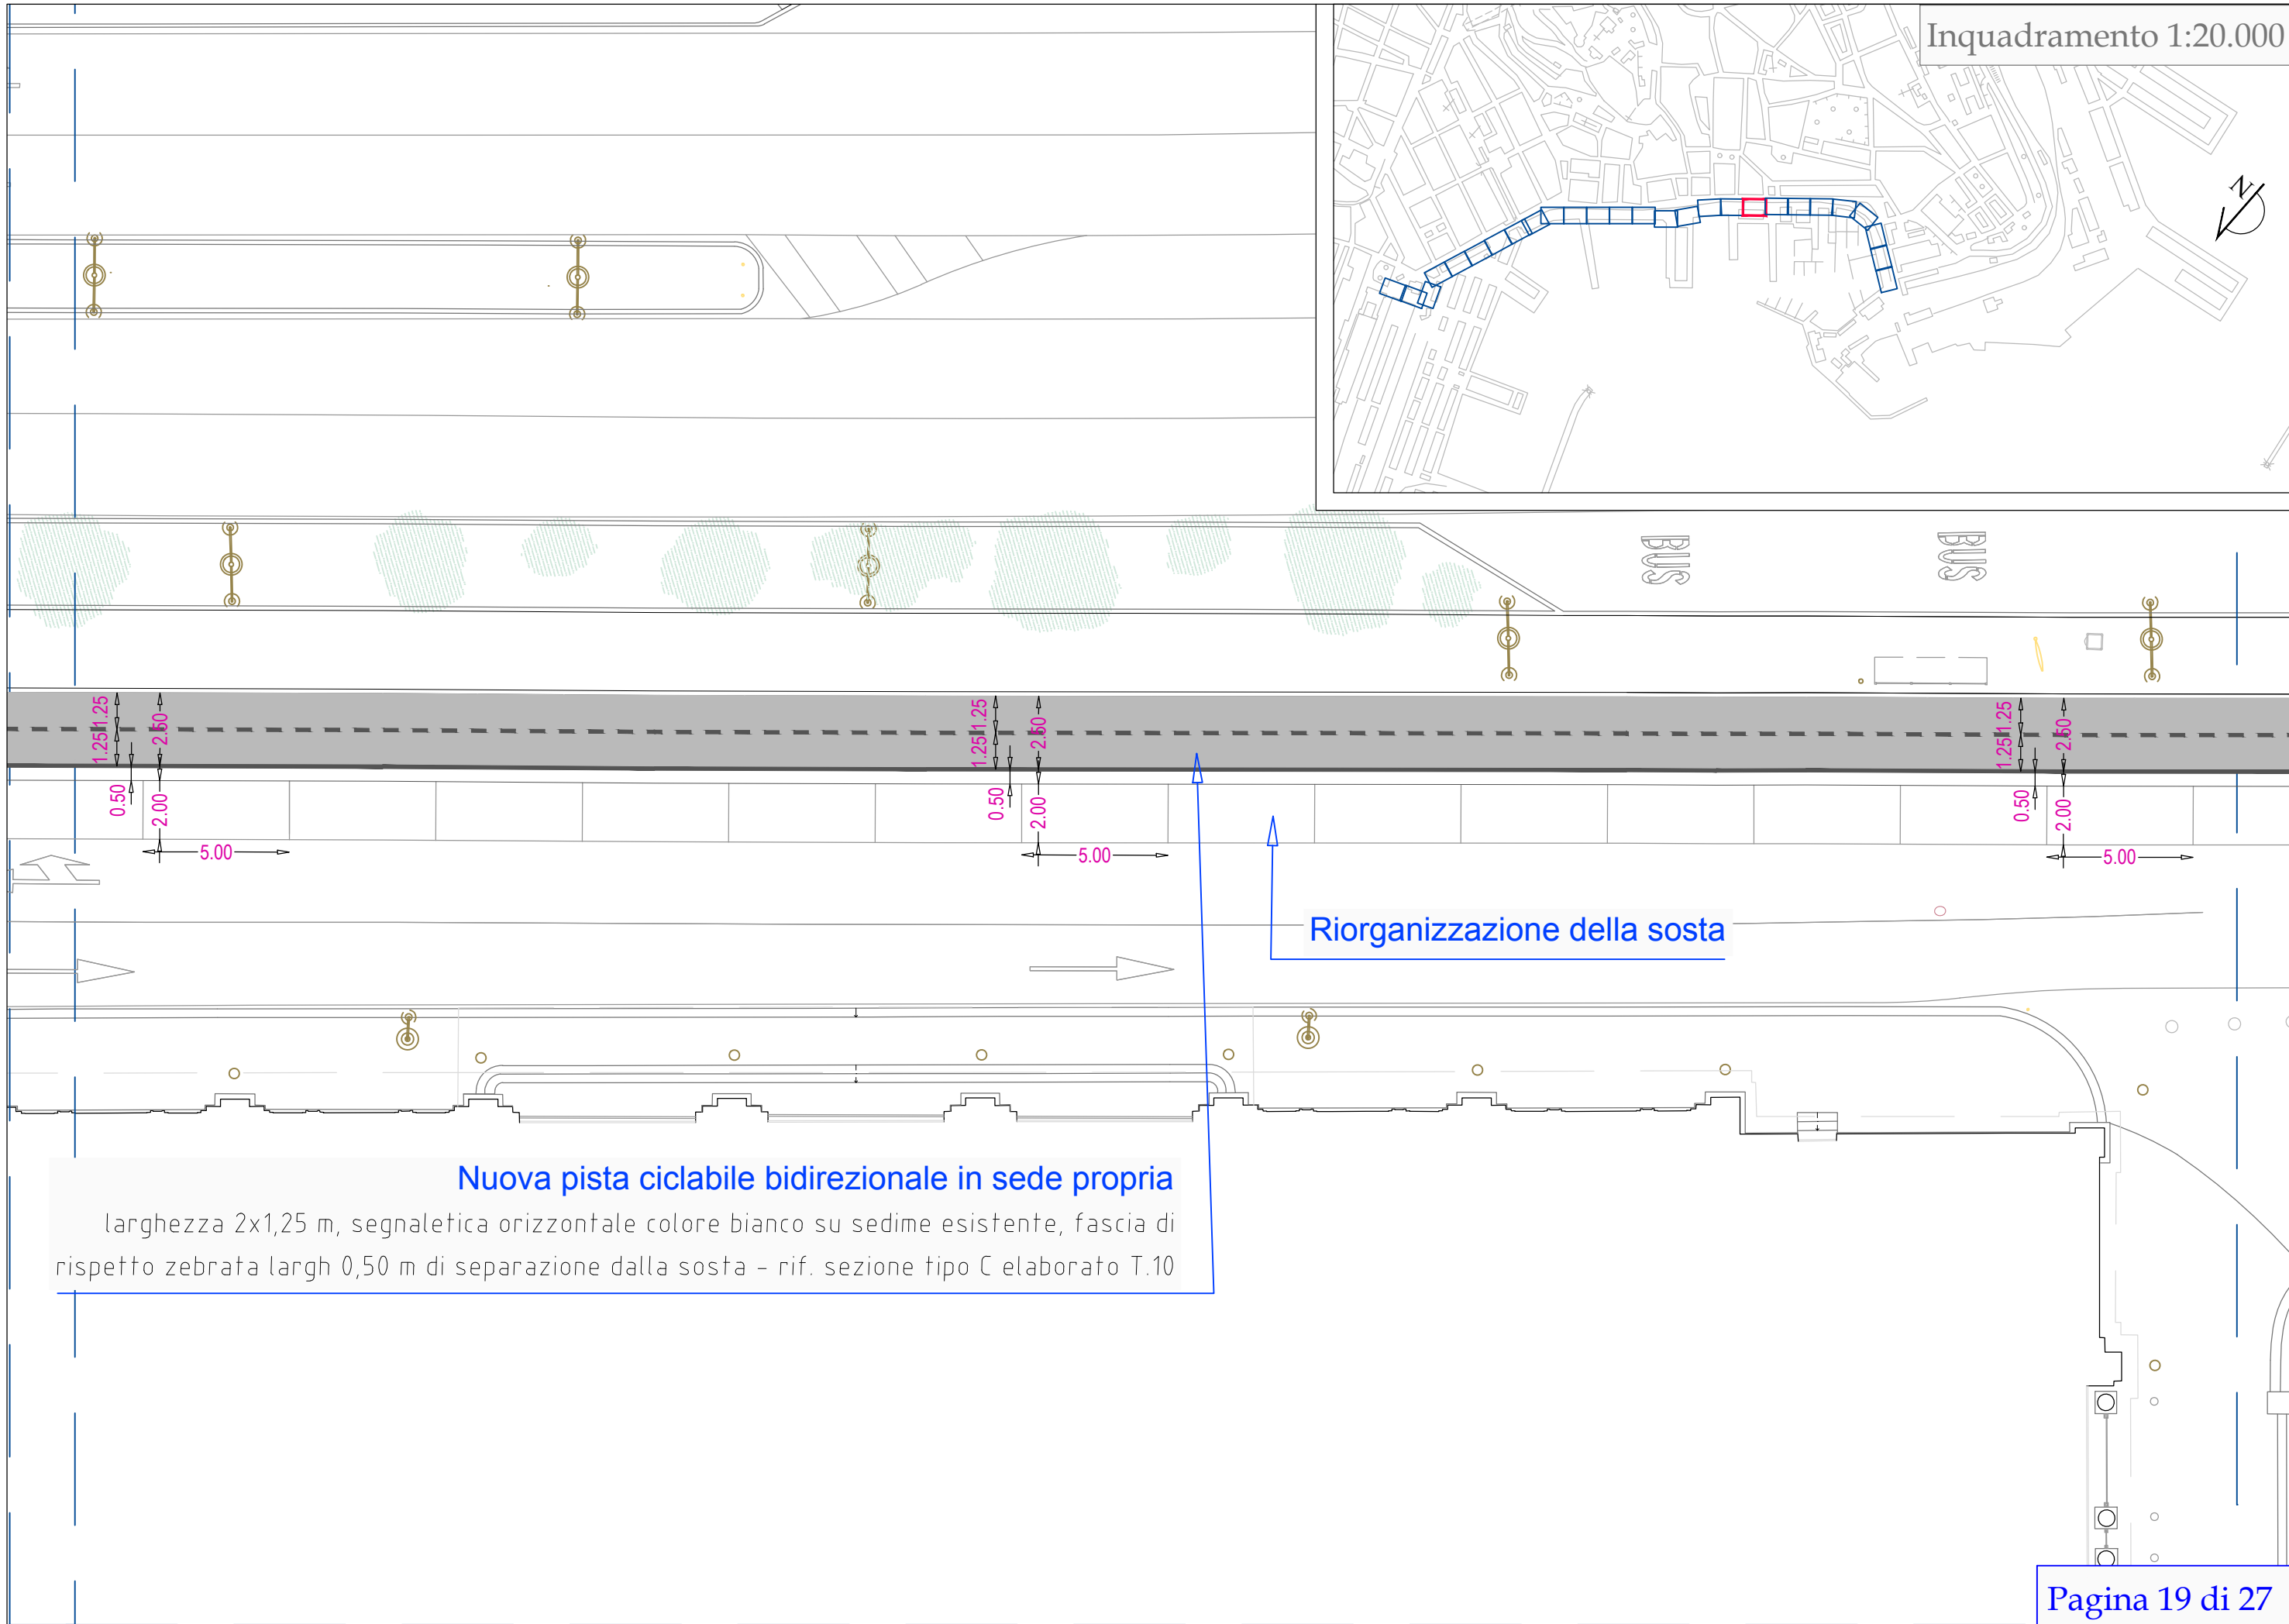 Inquadramento 1:20.000
N
BUS
BUS
1.25
1.25
2.50
0.50
2.00
5.00
1.25
1.25
2.50
0.50
2.00
5.00
1.25
1.25
2.50
0.50
2.00
5.00
Riorganizzazione della sosta
Nuova pista ciclabile bidirezionale in sede propria
larghezza 2x1,25 m, segnaletica orizzontale colore bianco su sedime esistente, fascia di
rispetto zebrata largh 0,50 m di separazione dalla sosta - rif. sezione tipo C elaborato T.10
Pagina 19 di 27